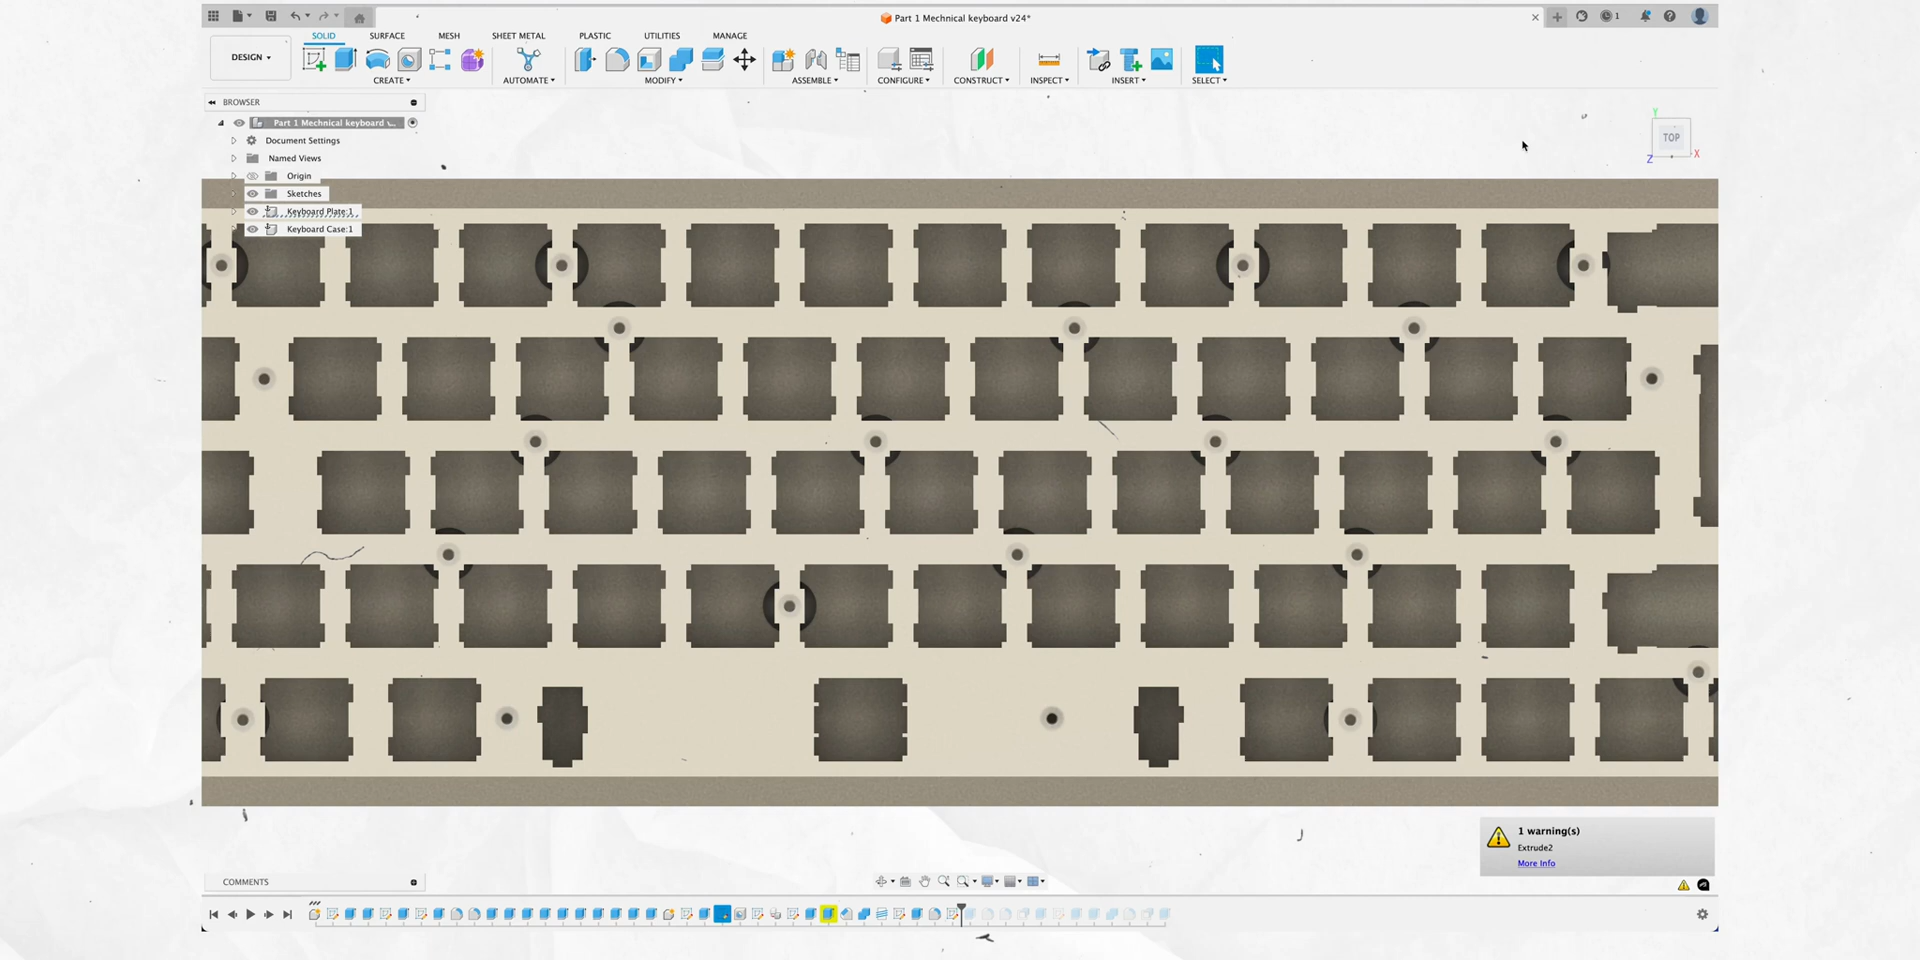 Part 1 Mechnical keyboard v24*
1
DESIGN
SOLID SURFACE MESH SHEET METAL PLASTIC UTILITIES MANAGE
CREATE AUTOMATE MODIFY ASSEMBLE CONFIGURE CONSTRUCT INSPECT INSERT SELECT
BROWSER
Part 1 Mechnical keyboard
Document Settings
Named Views
Origin
Sketches
Keyboard Plate:1
Keyboard Case:1
Y
TOP
Z X
1 warning(s)
Extrude2
More Info
COMMENTS